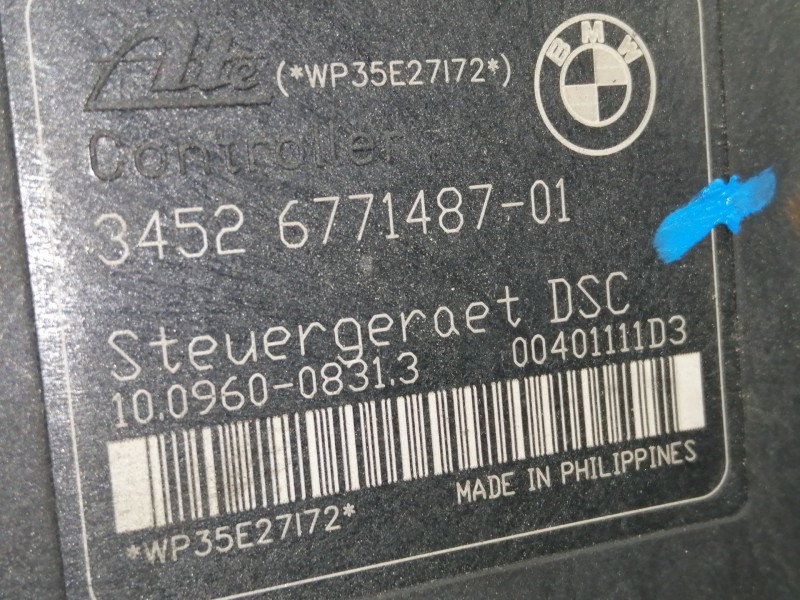 Ate (*WP35E27172*) BMW
Controller
3452 6771487-01
Steuergeraet DSC
10.0960-0831.3 00401111D3
MADE IN PHILIPPINES
*WP35E27172*